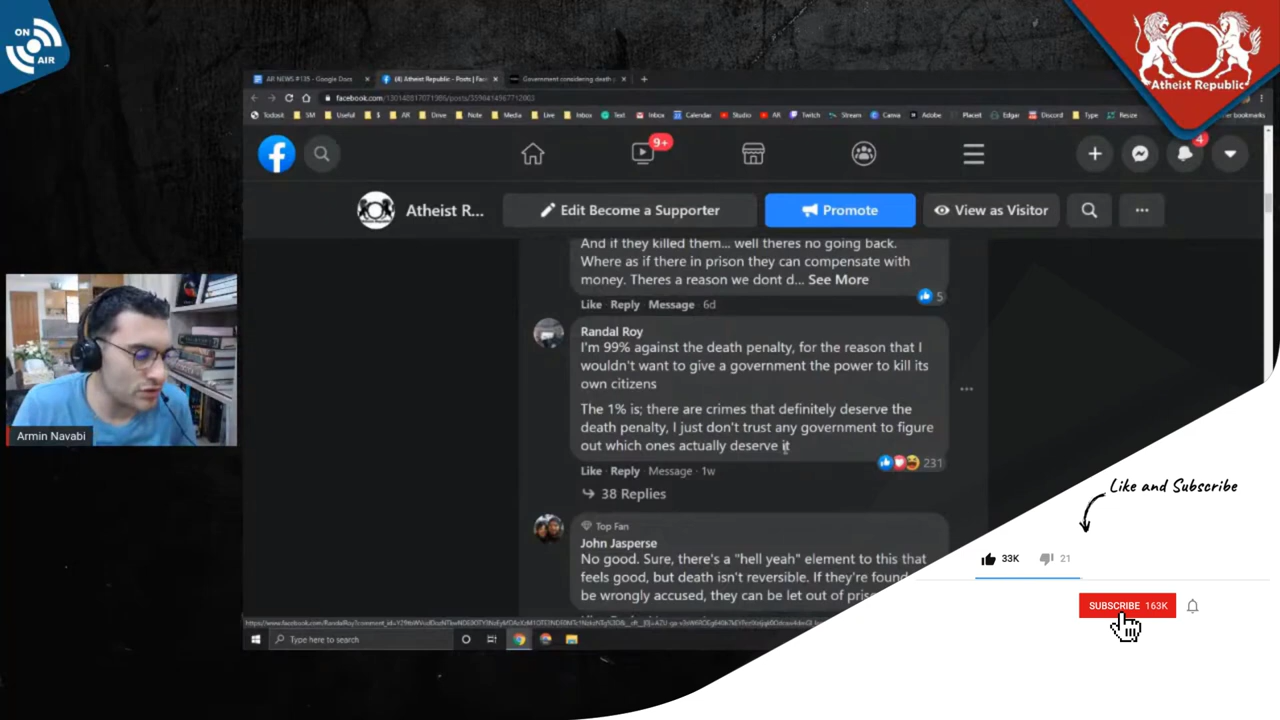 ON
AIR
Atheist Republic
AR NEWS #135 - Google Docs
(4) Atheist Republic - Posts | Fac
Government considering death
facebook.com/
Todoist
SM
Useful
$
AR
Drive
Note
Media
Live
Inbox
Text
Calendar
Inbox
Studio
AR
Twitch
Stream
Canva
Adobe
Placeit
Edgar
Discord
Type
Resize
er bookmarks
9+
4
Atheist R...
Edit Become a Supporter
Promote
View as Visitor
And if they killed them... well theres no going back.
Where as if there in prison they can compensate with
money. Theres a reason we dont d... See More
5
Like · Reply · Message · 6d
Randal Roy
I'm 99% against the death penalty, for the reason that I
wouldn't want to give a government the power to kill its
own citizens
The 1% is; there are crimes that definitely deserve the
death penalty, I just don't trust any government to figure
out which ones actually deserve it
231
Like · Reply · Message · 1w
38 Replies
Top Fan
John Jasperse
No good. Sure, there's a "hell yeah" element to this that
feels good, but death isn't reversible. If they're found
be wrongly accused, they can be let out of pris
Type here to search
Armin Navabi
Like and Subscribe
33K
21
SUBSCRIBE 163K